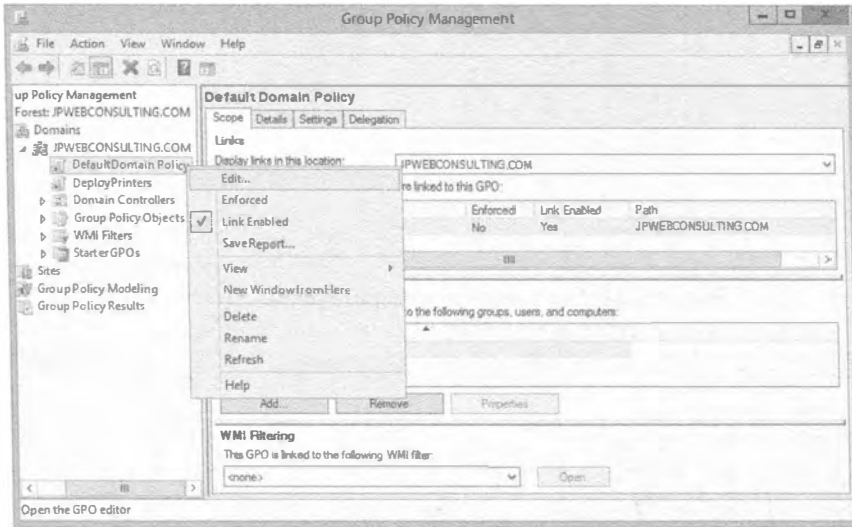 Group Policy Management
File Action View Window Help
up Policy Management
Forest: JPWEBCONSULTING.COM
Domains
JPWEBCONSULTING.COM
DefaultDomain Policy
DeployPrinters
Domain Controllers
Group Policy Objects
WMI Filters
StarterGPOs
Sites
Group Policy Modeling
Group Policy Results
Edit...
Enforced
Link Enabled
Save Report...
View
New Window from Here
Delete
Rename
Refresh
Help
Default Domain Policy
Scope Details Settings Delegation
Links
Display links in this location: JPWEBCONSULTING.COM
re linked to this GPO:
Enforced Link Enabled Path
No Yes JPWEBCONSULTING.COM
to the following groups, users, and computers:
Add... Remove Properties
WMI Filtering
This GPO is linked to the following WMI filter:
<none> Open
Open the GPO editor